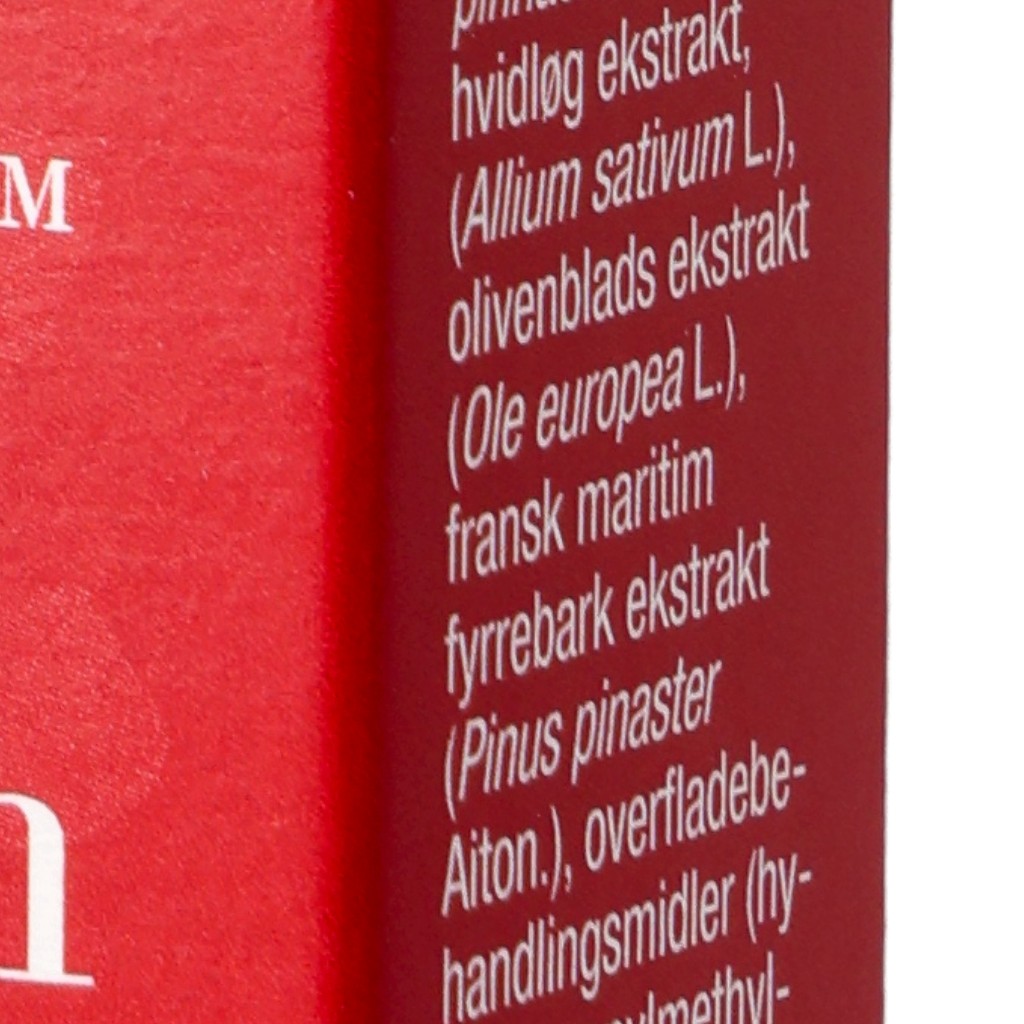 M
n
hvidløg ekstrakt,
(Allium sativum L.),
olivenblads ekstrakt
(Ole europea L.),
fransk maritim
fyrrebark ekstrakt
(Pinus pinaster
Aiton.), overfladebe-
handlingsmidler (hy-